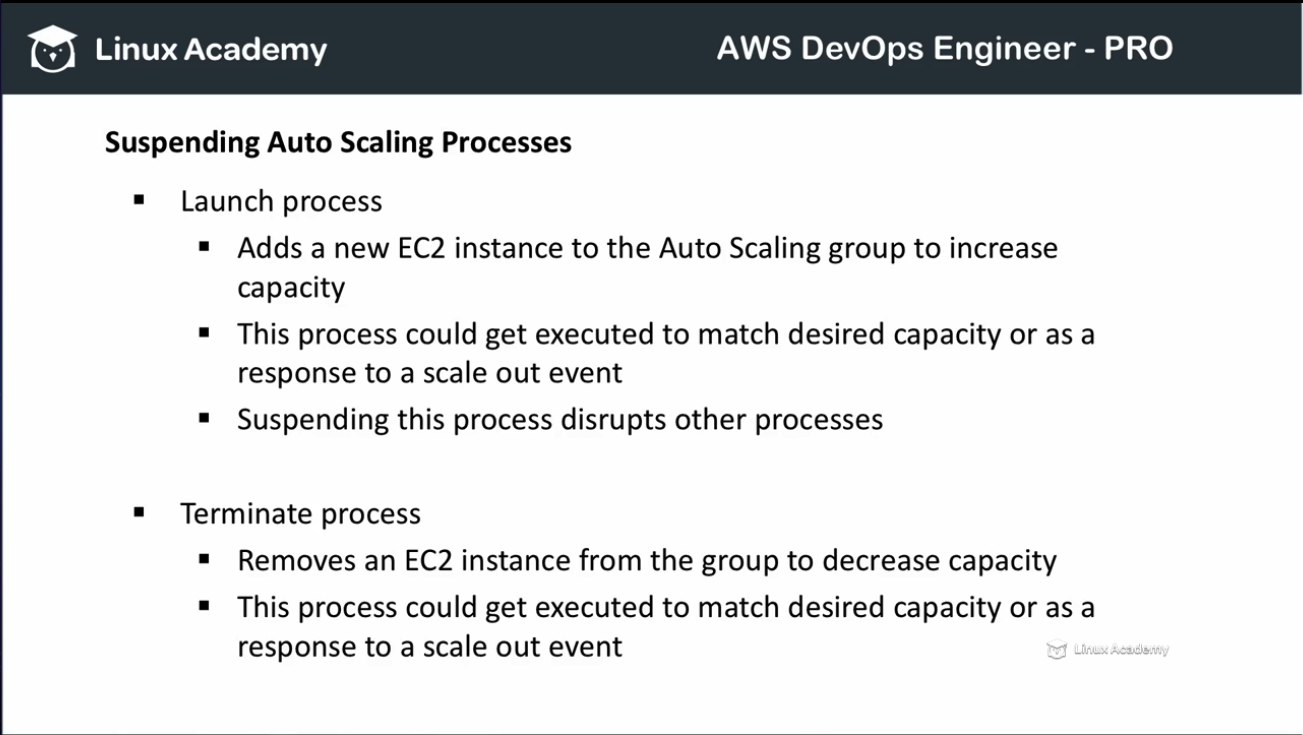 Linux Academy
AWS DevOps Engineer - PRO
Suspending Auto Scaling Processes
▪ Launch process
▪ Adds a new EC2 instance to the Auto Scaling group to increase
capacity
▪ This process could get executed to match desired capacity or as a
response to a scale out event
▪ Suspending this process disrupts other processes
▪ Terminate process
▪ Removes an EC2 instance from the group to decrease capacity
▪ This process could get executed to match desired capacity or as a
response to a scale out event
Linux Academy